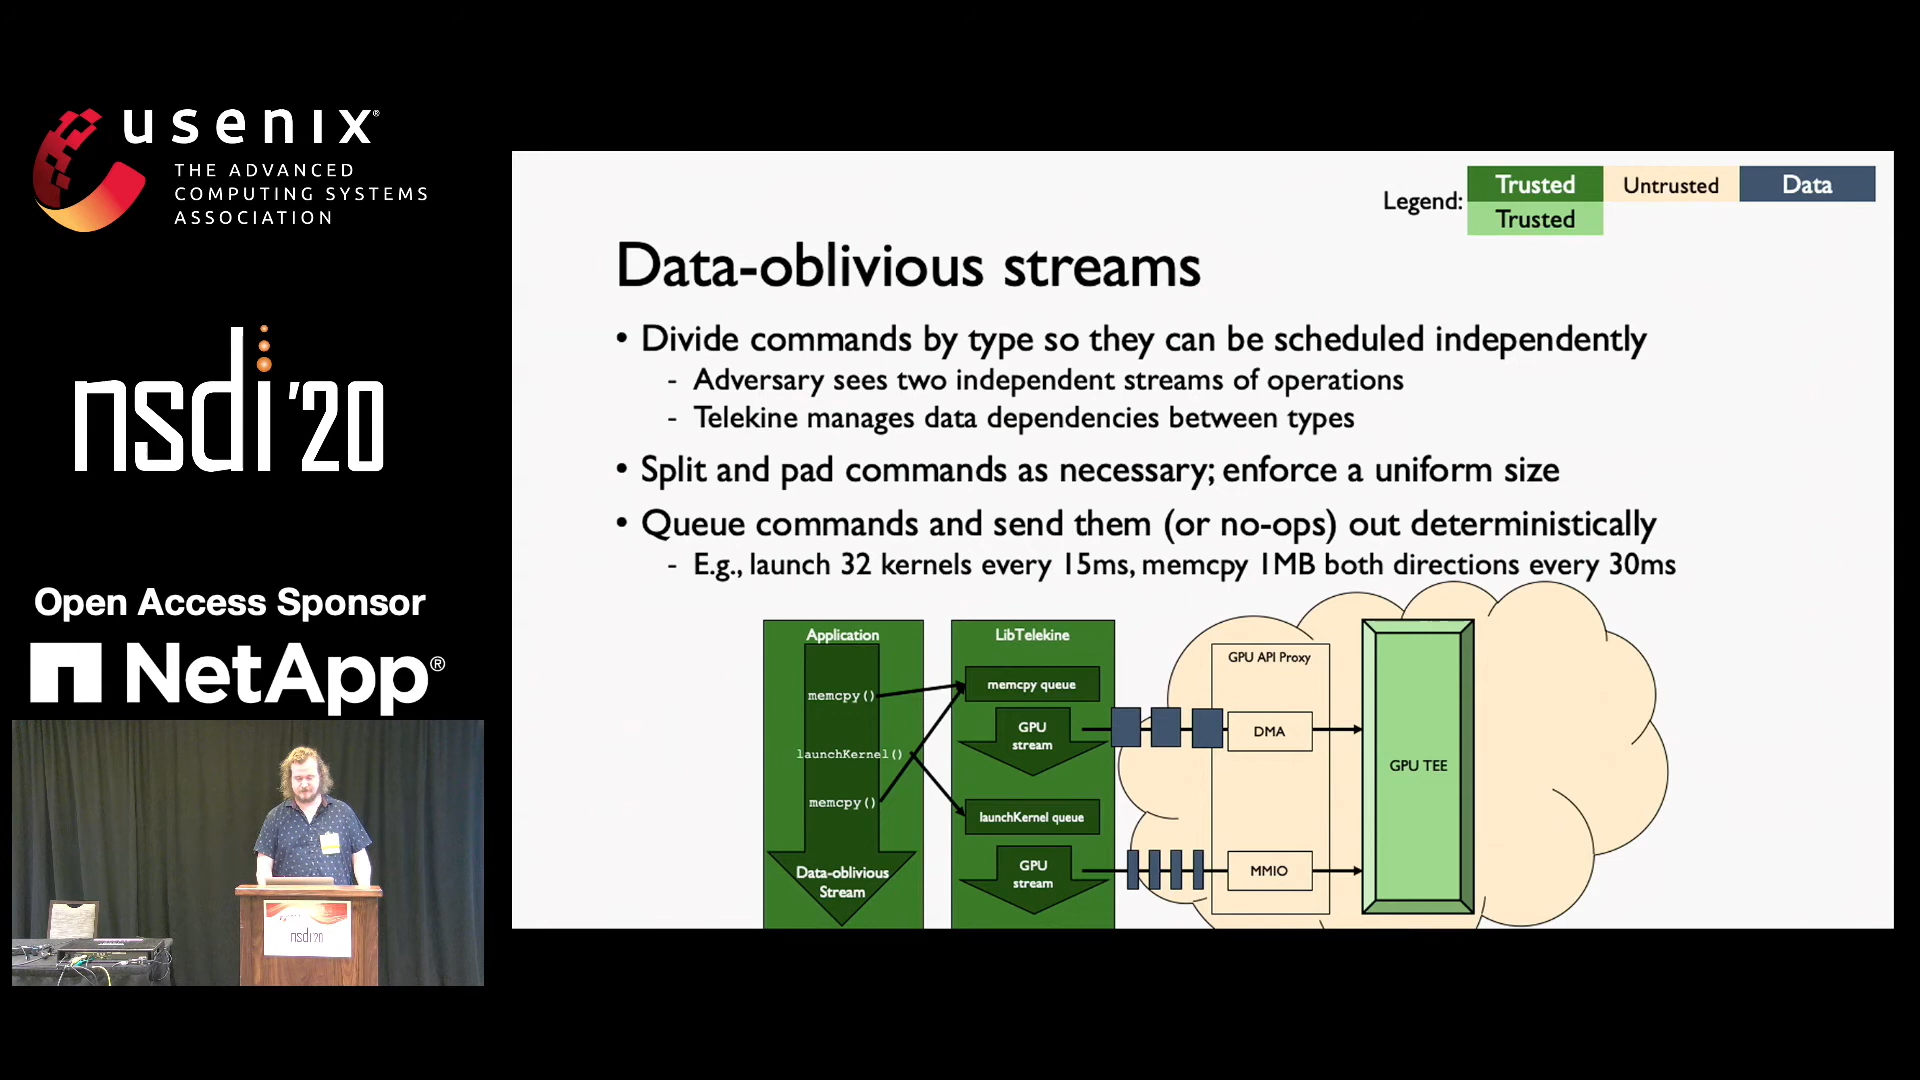 usenix®
THE ADVANCED
COMPUTING SYSTEMS
ASSOCIATION
nsdi '20
Open Access Sponsor
NetApp®
nsdi'20
Legend:
Trusted
Untrusted
Data
Trusted
Data-oblivious streams
• Divide commands by type so they can be scheduled independently
- Adversary sees two independent streams of operations
- Telekine manages data dependencies between types
• Split and pad commands as necessary; enforce a uniform size
• Queue commands and send them (or no-ops) out deterministically
- E.g., launch 32 kernels every 15ms, memcpy 1MB both directions every 30ms
Application
memcpy()
launchKernel()
memcpy()
Data-oblivious
Stream
LibTelekine
memcpy queue
GPU
stream
launchKernel queue
GPU
stream
GPU API Proxy
DMA
MMIO
GPU TEE